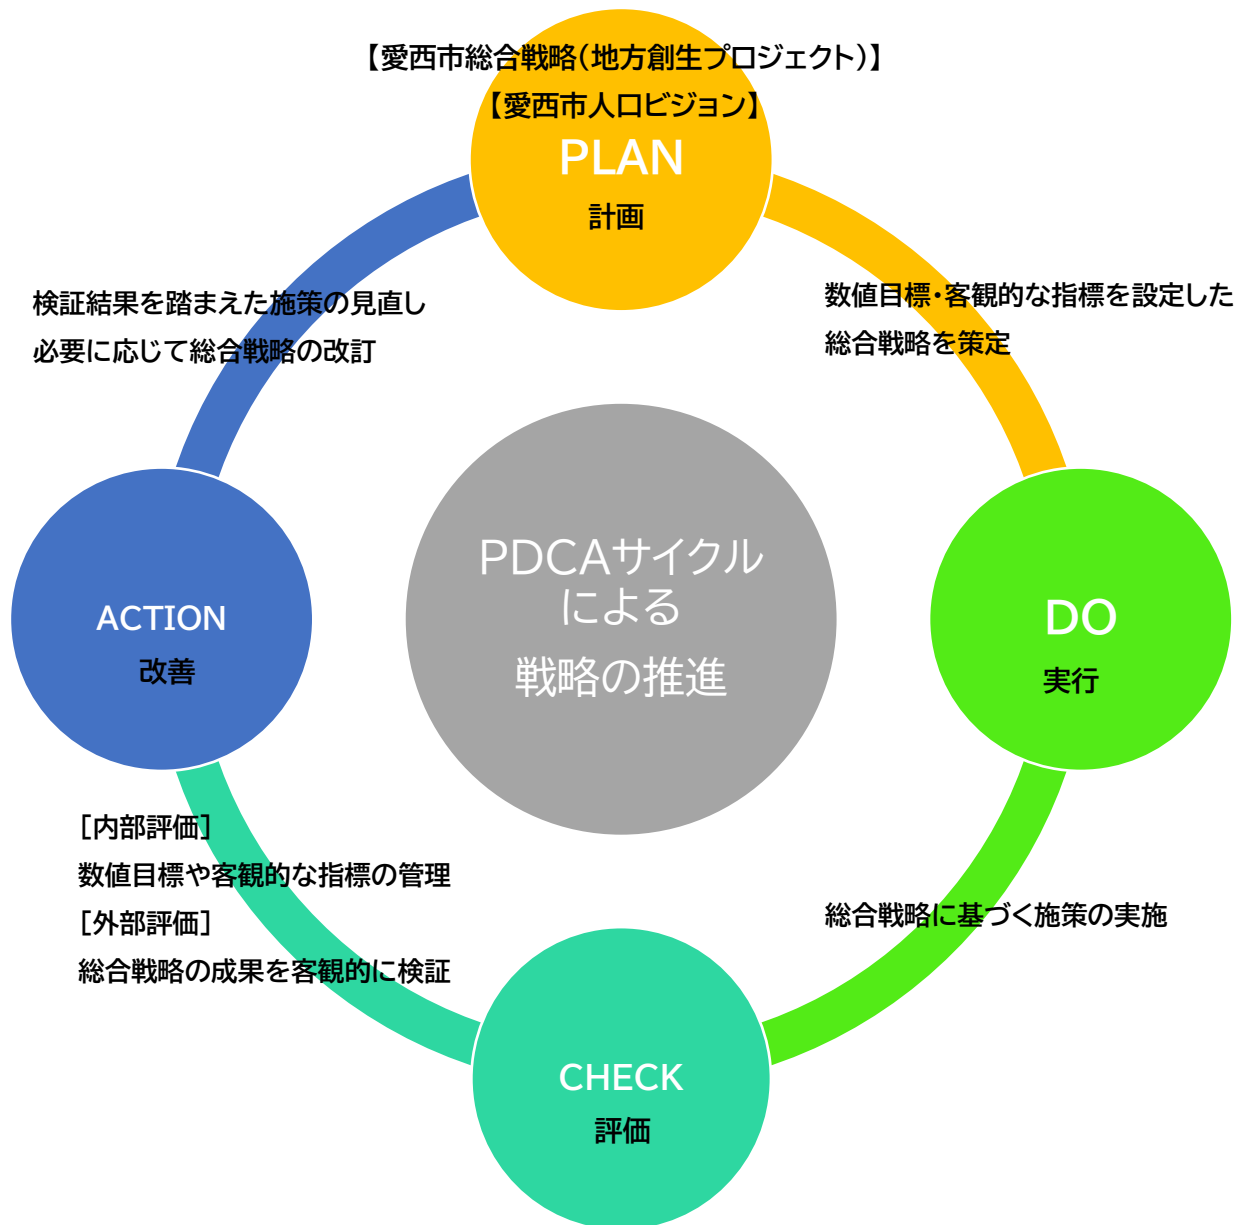 【愛西市総合戦略(地方創生プロジェクト)】
【愛西市人口ビジョン】
PLAN
計画
検証結果を踏まえた施策の見直し
必要に応じて総合戦略の改訂
数値目標・客観的な指標を設定した
総合戦略を策定
PDCAサイクル
による
戦略の推進
ACTION
改善
DO
実行
[内部評価]
数値目標や客観的な指標の管理
[外部評価]
総合戦略の成果を客観的に検証
総合戦略に基づく施策の実施
CHECK
評価